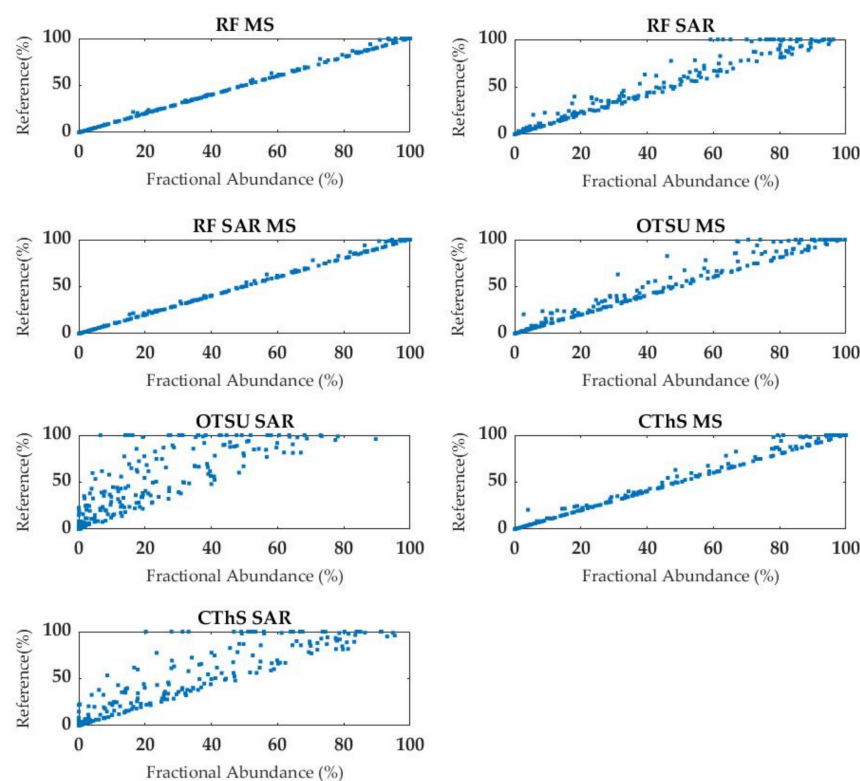 RF MS
Reference(%)
100
50
0
0 20 40 60 80 100
Fractional Abundance (%)
RF SAR
Reference(%)
100
50
0
0 20 40 60 80 100
Fractional Abundance (%)
RF SAR MS
Reference(%)
100
50
0
0 20 40 60 80 100
Fractional Abundance (%)
OTSU MS
Reference(%)
100
50
0
0 20 40 60 80 100
Fractional Abundance (%)
OTSU SAR
Reference(%)
100
50
0
0 20 40 60 80 100
Fractional Abundance (%)
CThS MS
Reference(%)
100
50
0
0 20 40 60 80 100
Fractional Abundance (%)
CThS SAR
Reference(%)
100
50
0
0 20 40 60 80 100
Fractional Abundance (%)